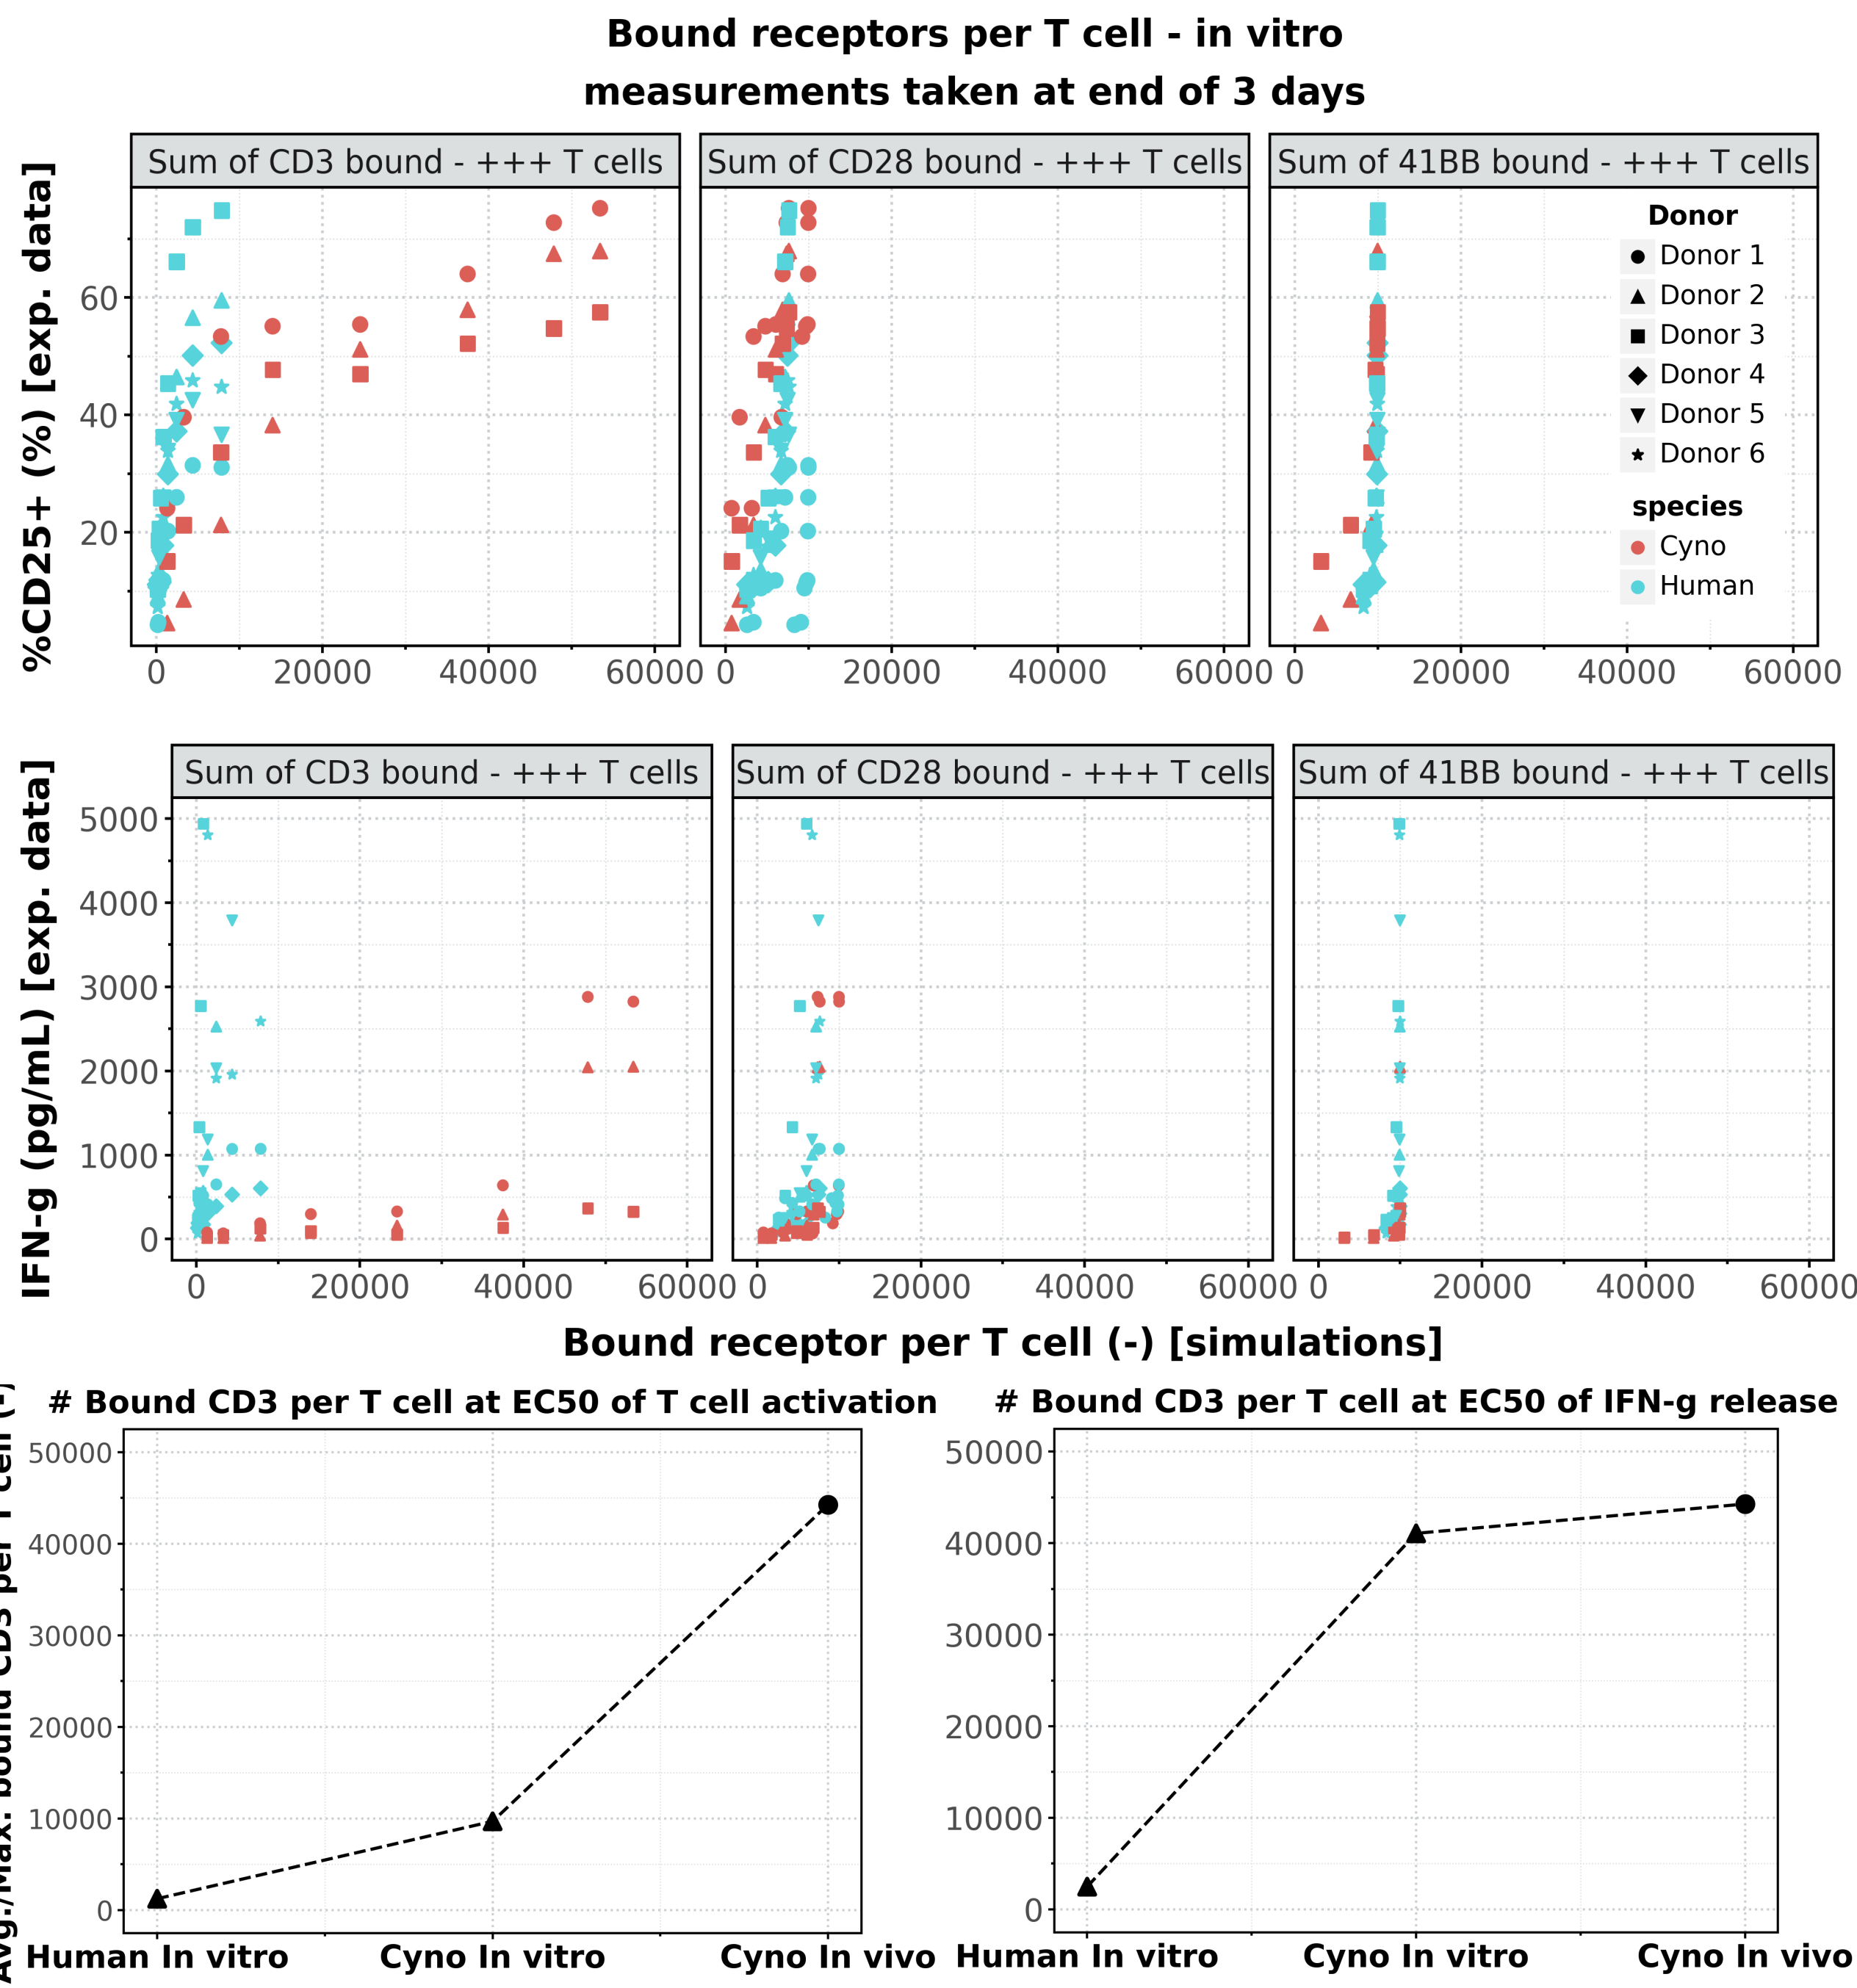 Bound receptors per T cell - in vitro
measurements taken at end of 3 days
Sum of CD3 bound - +++ T cells
Sum of CD28 bound - +++ T cells
Sum of 41BB bound - +++ T cells
%CD25+ (%) [exp. data]
60
40
20
Donor
Donor 1
Donor 2
Donor 3
Donor 4
Donor 5
Donor 6
species
Cyno
Human
0 20000 40000 60000
0 20000 40000 60000
0 20000 40000 60000
Sum of CD3 bound - +++ T cells
Sum of CD28 bound - +++ T cells
Sum of 41BB bound - +++ T cells
IFN-g (pg/mL) [exp. data]
5000
4000
3000
2000
1000
0
0 20000 40000 60000
0 20000 40000 60000
0 20000 40000 60000
Bound receptor per T cell (-) [simulations]
# Bound CD3 per T cell at EC50 of T cell activation
Avg./Max. bound CD3 per T cell (-)
50000
40000
30000
20000
10000
0
Human In vitro Cyno In vitro Cyno In vivo
# Bound CD3 per T cell at EC50 of IFN-g release
50000
40000
30000
20000
10000
0
Human In vitro Cyno In vitro Cyno In vivo